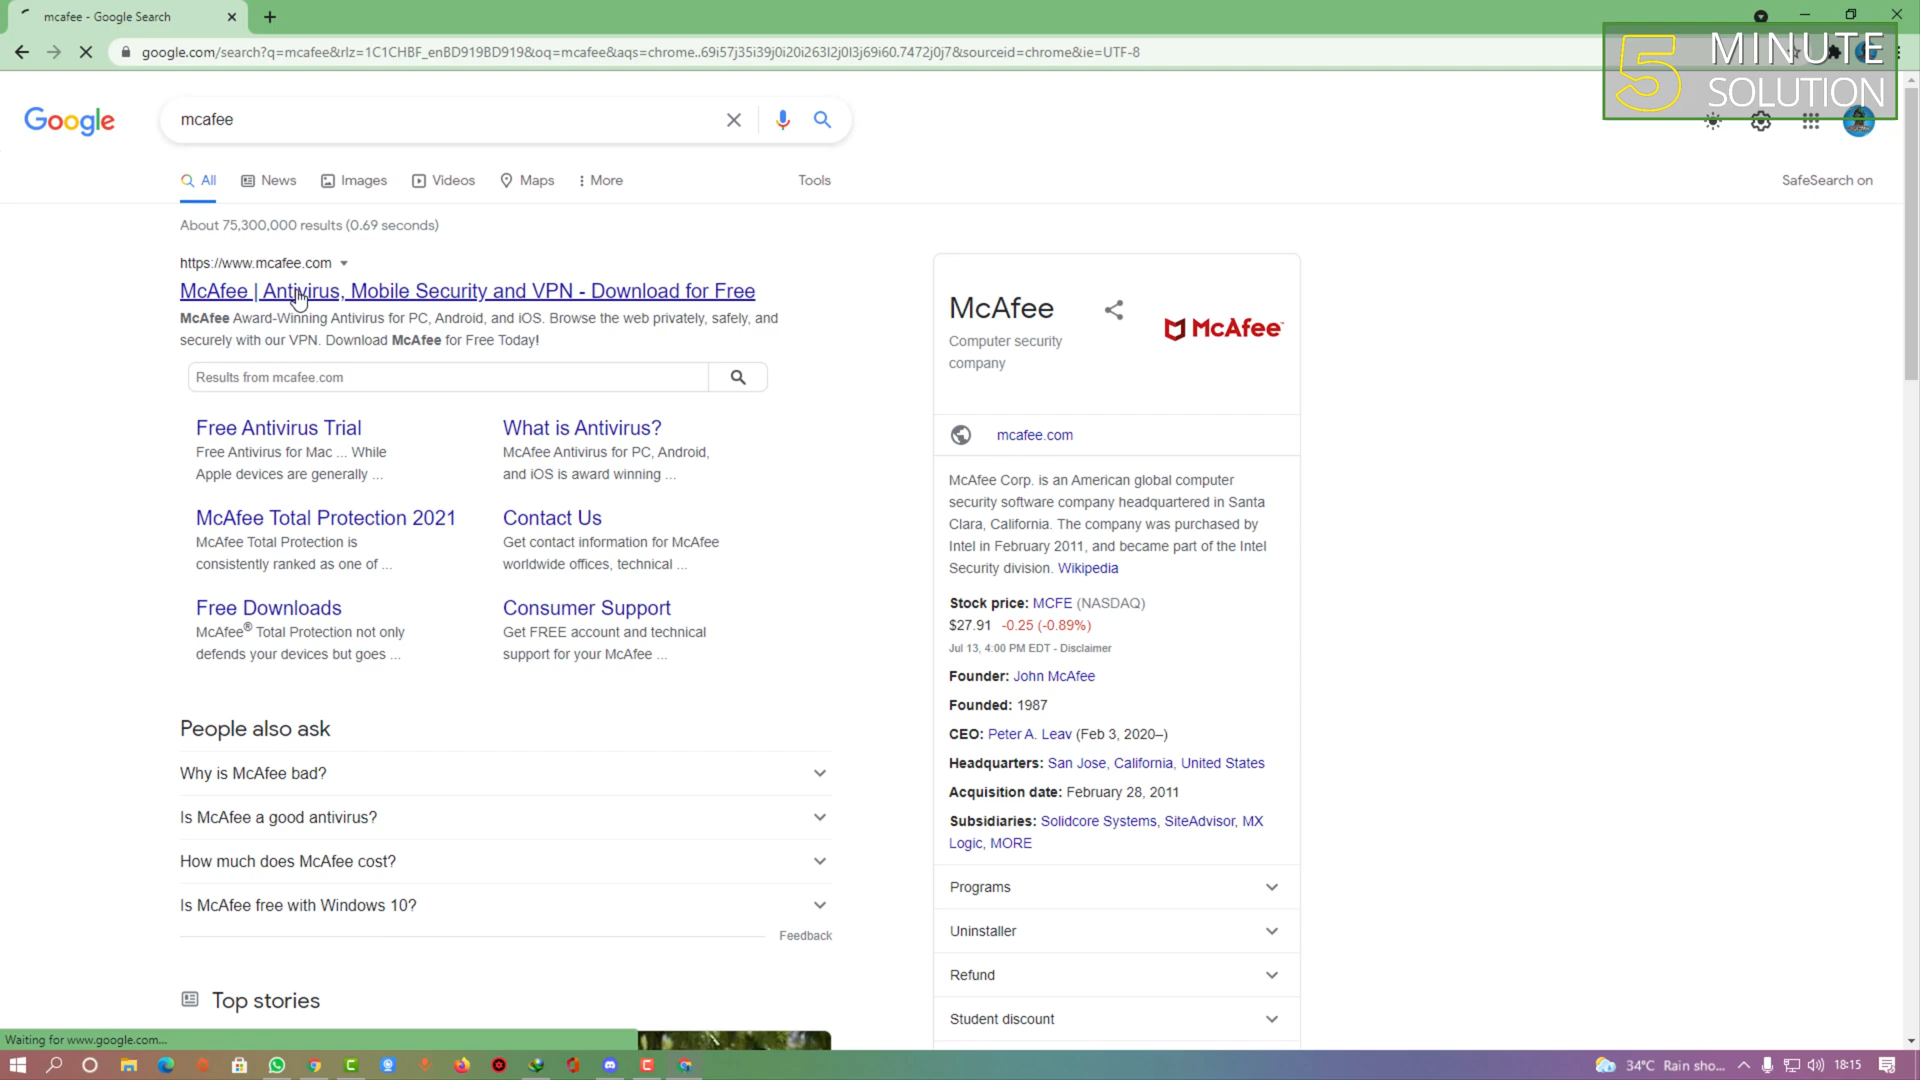 mcafee - Google Search
google.com/search?q=mcafee&rlz=1C1CHBF_enBD919BD919&oq=mcafee&aqs=chrome..69i57j35i39j0i20i263l2j0l3j69i60.7472j0j7&sourceid=chrome&ie=UTF-8
5 MINUTE
SOLUTION
Google
mcafee
All
News
Images
Videos
Maps
More
Tools
SafeSearch on
About 75,300,000 results (0.69 seconds)
https://www.mcafee.com
McAfee | Antivirus, Mobile Security and VPN - Download for Free
McAfee Award-Winning Antivirus for PC, Android, and iOS. Browse the web privately, safely, and
securely with our VPN. Download McAfee for Free Today!
Results from mcafee.com
Free Antivirus Trial
Free Antivirus for Mac ... While
Apple devices are generally ...
What is Antivirus?
McAfee Antivirus for PC, Android,
and iOS is award winning ...
McAfee Total Protection 2021
McAfee Total Protection is
consistently ranked as one of ...
Contact Us
Get contact information for McAfee
worldwide offices, technical ...
Free Downloads
McAfee® Total Protection not only
defends your devices but goes ...
Consumer Support
Get FREE account and technical
support for your McAfee ...
People also ask
Why is McAfee bad?
Is McAfee a good antivirus?
How much does McAfee cost?
Is McAfee free with Windows 10?
Feedback
Top stories
McAfee
Computer security
company
McAfee™
mcafee.com
McAfee Corp. is an American global computer
security software company headquartered in Santa
Clara, California. The company was purchased by
Intel in February 2011, and became part of the Intel
Security division. Wikipedia
Stock price: MCFE (NASDAQ)
$27.91 -0.25 (-0.89%)
Jul 13, 4:00 PM EDT - Disclaimer
Founder: John McAfee
Founded: 1987
CEO: Peter A. Leav (Feb 3, 2020–)
Headquarters: San Jose, California, United States
Acquisition date: February 28, 2011
Subsidiaries: Solidcore Systems, SiteAdvisor, MX
Logic, MORE
Programs
Uninstaller
Refund
Student discount
Waiting for www.google.com...
34°C Rain sho...
18:15